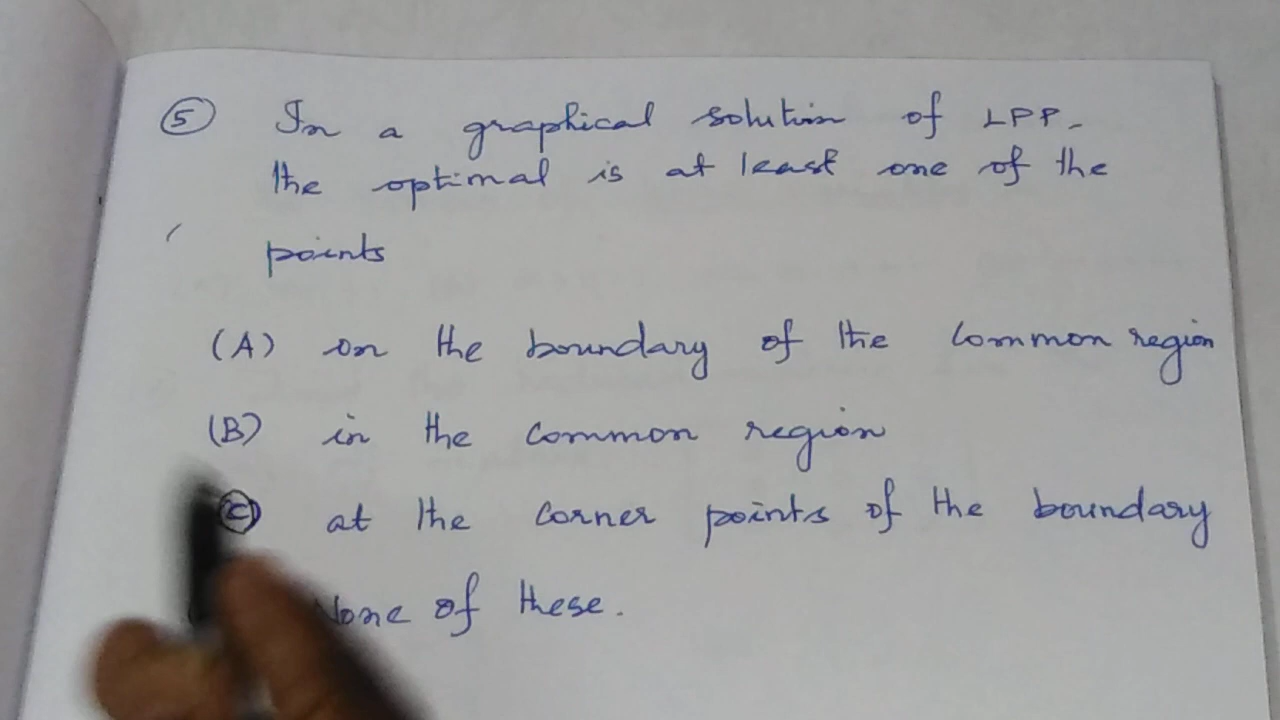 5 In a graphical solution of LPP-
the optimal is at least one of the
points
(A) on the boundary of the common region
(B) in the common region
(C) at the corner points of the boundary
None of these.